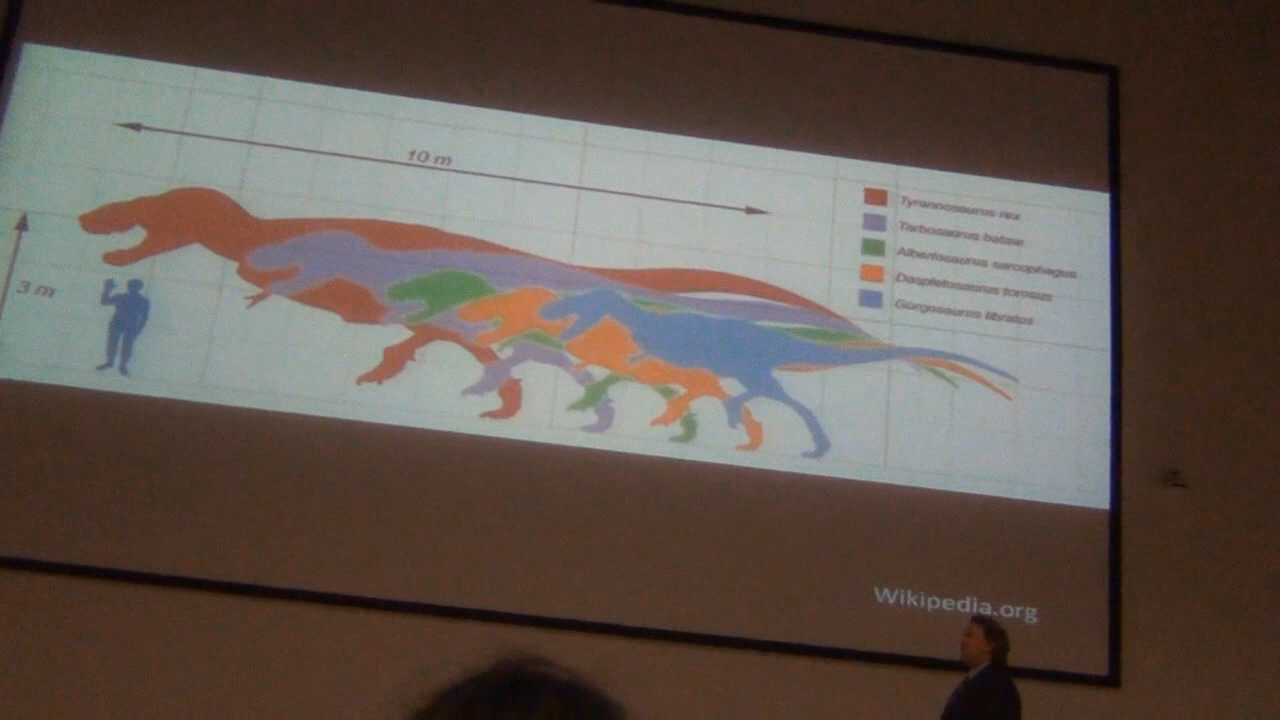 10 m
3 m
Tyrannosaurus rex
Tarbosaurus bataar
Albertosaurus sarcophagus
Daspletosaurus torosus
Gorgosaurus libratus
Wikipedia.org